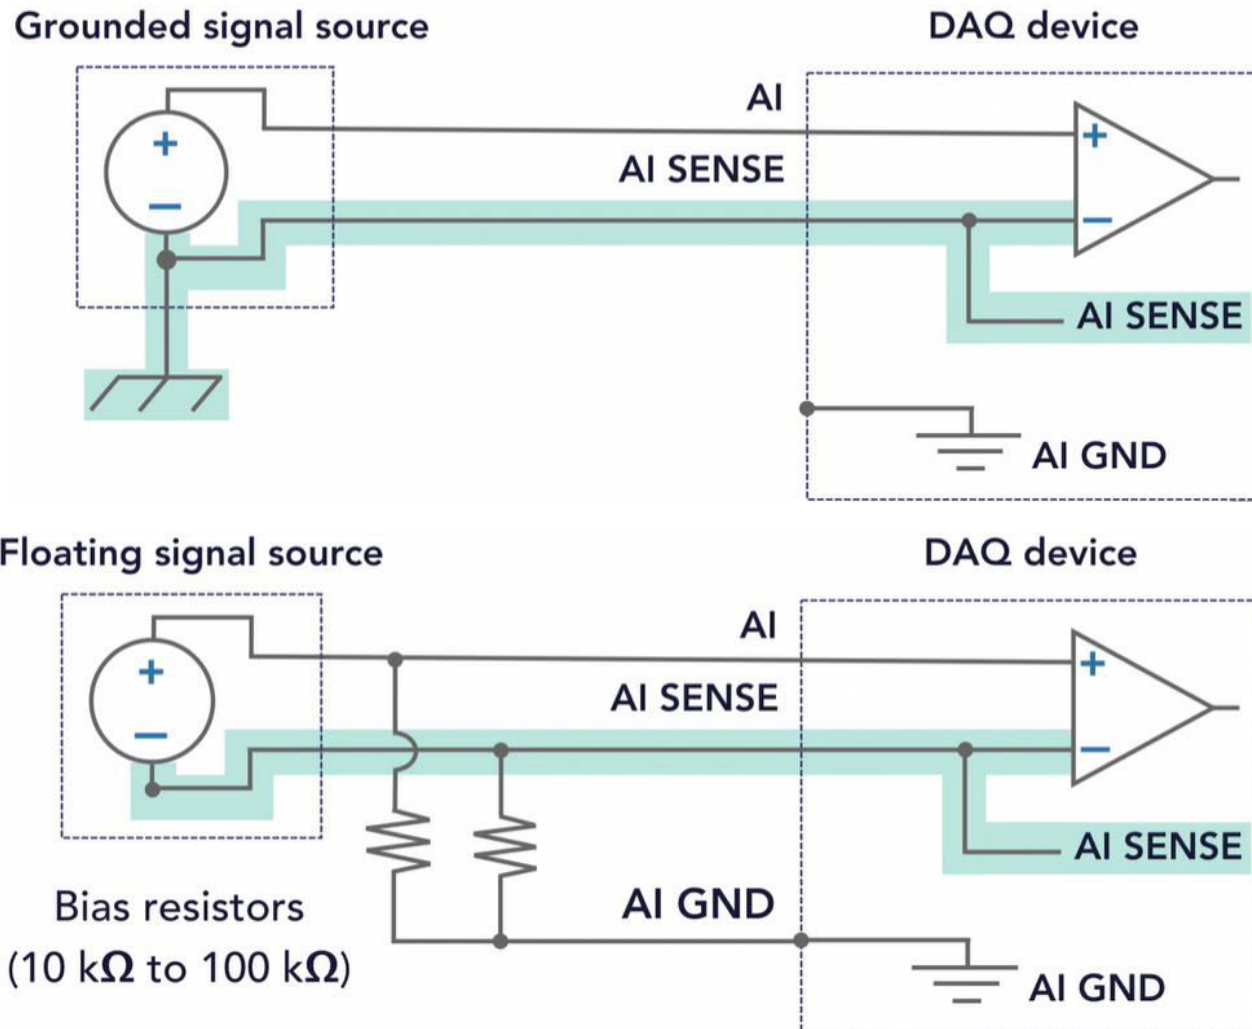 Grounded signal source
DAQ device
AI
+
+
AI SENSE
−
−
AI SENSE
AI GND
Floating signal source
DAQ device
AI
+
+
AI SENSE
−
−
AI SENSE
Bias resistors
(10 kΩ to 100 kΩ)
AI GND
AI GND